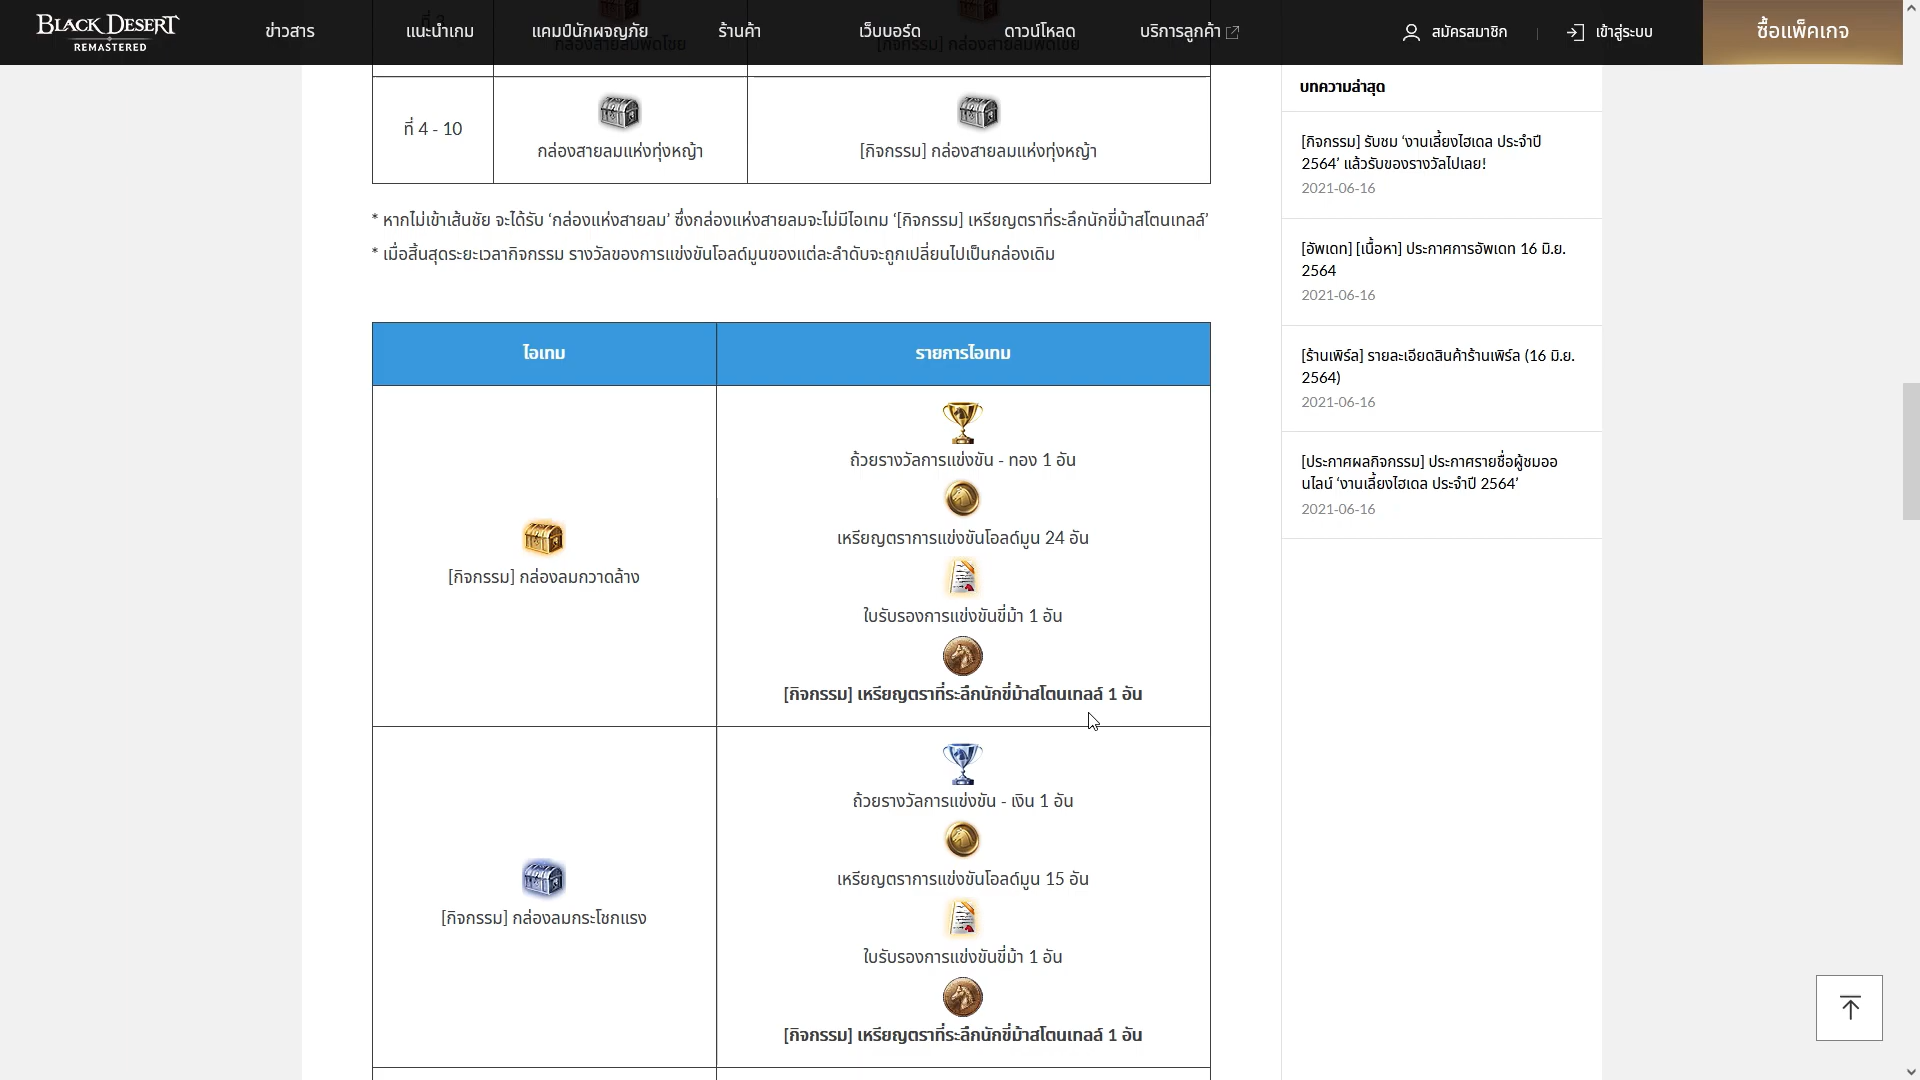 BLACK DESERT
REMASTERED
ข่าวสาร
แนะนำเกม
แคมป์นักผจญภัย
ร้านค้า
เว็บบอร์ด
ดาวน์โหลด
บริการลูกค้า
สมัครสมาชิก
เข้าสู่ระบบ
ซื้อแพ็คเกจ
ที่ 4 - 10
กล่องสายลมแห่งทุ่งหญ้า
[กิจกรรม] กล่องสายลมแห่งทุ่งหญ้า
* หากไม่เข้าเส้นชัย จะได้รับ ‘กล่องแห่งสายลม’ ซึ่งกล่องแห่งสายลมจะไม่มีไอเทม ‘[กิจกรรม] เหรียญตราที่ระลึกนักขี่ม้าสโตนเทลล์’
* เมื่อสิ้นสุดระยะเวลากิจกรรม รางวัลของการแข่งขันโอลด์มูนของแต่ละลำดับจะถูกเปลี่ยนไปเป็นกล่องเดิม
ไอเทม
รายการไอเทม
[กิจกรรม] กล่องลมกวาดล้าง
ถ้วยรางวัลการแข่งขัน - ทอง 1 อัน
เหรียญตราการแข่งขันโอลด์มูน 24 อัน
ใบรับรองการแข่งขันขี่ม้า 1 อัน
[กิจกรรม] เหรียญตราที่ระลึกนักขี่ม้าสโตนเทลล์ 1 อัน
[กิจกรรม] กล่องลมกระโชกแรง
ถ้วยรางวัลการแข่งขัน - เงิน 1 อัน
เหรียญตราการแข่งขันโอลด์มูน 15 อัน
ใบรับรองการแข่งขันขี่ม้า 1 อัน
[กิจกรรม] เหรียญตราที่ระลึกนักขี่ม้าสโตนเทลล์ 1 อัน
บทความล่าสุด
[กิจกรรม] รับชม ‘งานเลี้ยงไฮเดล ประจำปี
2564’ แล้วรับของรางวัลไปเลย!
2021-06-16
[อัพเดท] [เนื้อหา] ประกาศการอัพเดท 16 มิ.ย.
2564
2021-06-16
[ร้านเพิร์ล] รายละเอียดสินค้าร้านเพิร์ล (16 มิ.ย.
2564)
2021-06-16
[ประกาศผลกิจกรรม] ประกาศรายชื่อผู้ชมออ
นไลน์ ‘งานเลี้ยงไฮเดล ประจำปี 2564’
2021-06-16